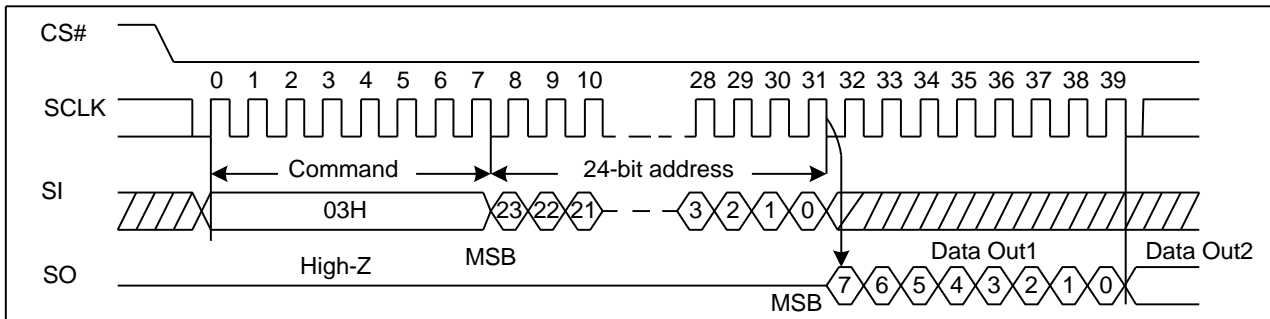 CS#
0 1 2 3 4 5 6 7 8 9 10 28 29 30 31 32 33 34 35 36 37 38 39
SCLK
Command 24-bit address
SI
03H 23 22 21 3 2 1 0
High-Z MSB Data Out1 Data Out2
SO
MSB 7 6 5 4 3 2 1 0